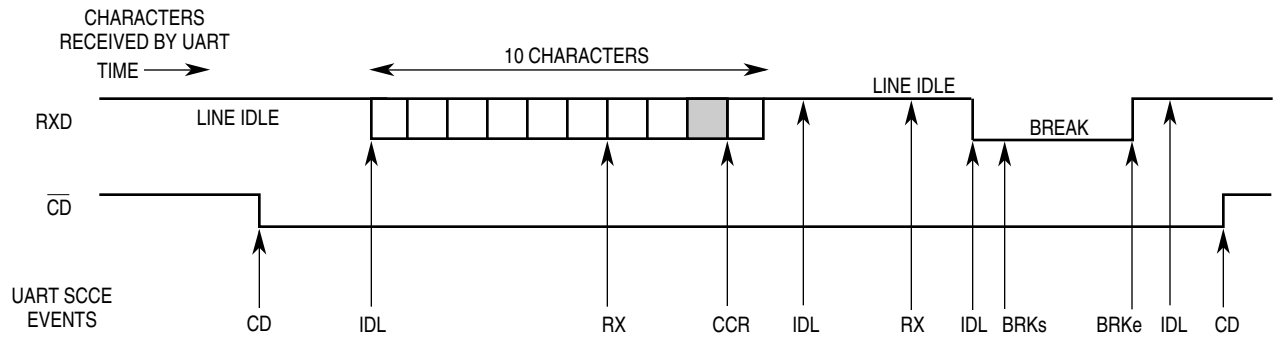 CHARACTERS
RECEIVED BY UART
TIME
10 CHARACTERS
RXD
LINE IDLE
LINE IDLE
BREAK
CD
UART SCCE
EVENTS
CD
IDL
RX
CCR
IDL
RX
IDL
BRKs
BRKe
IDL
CD